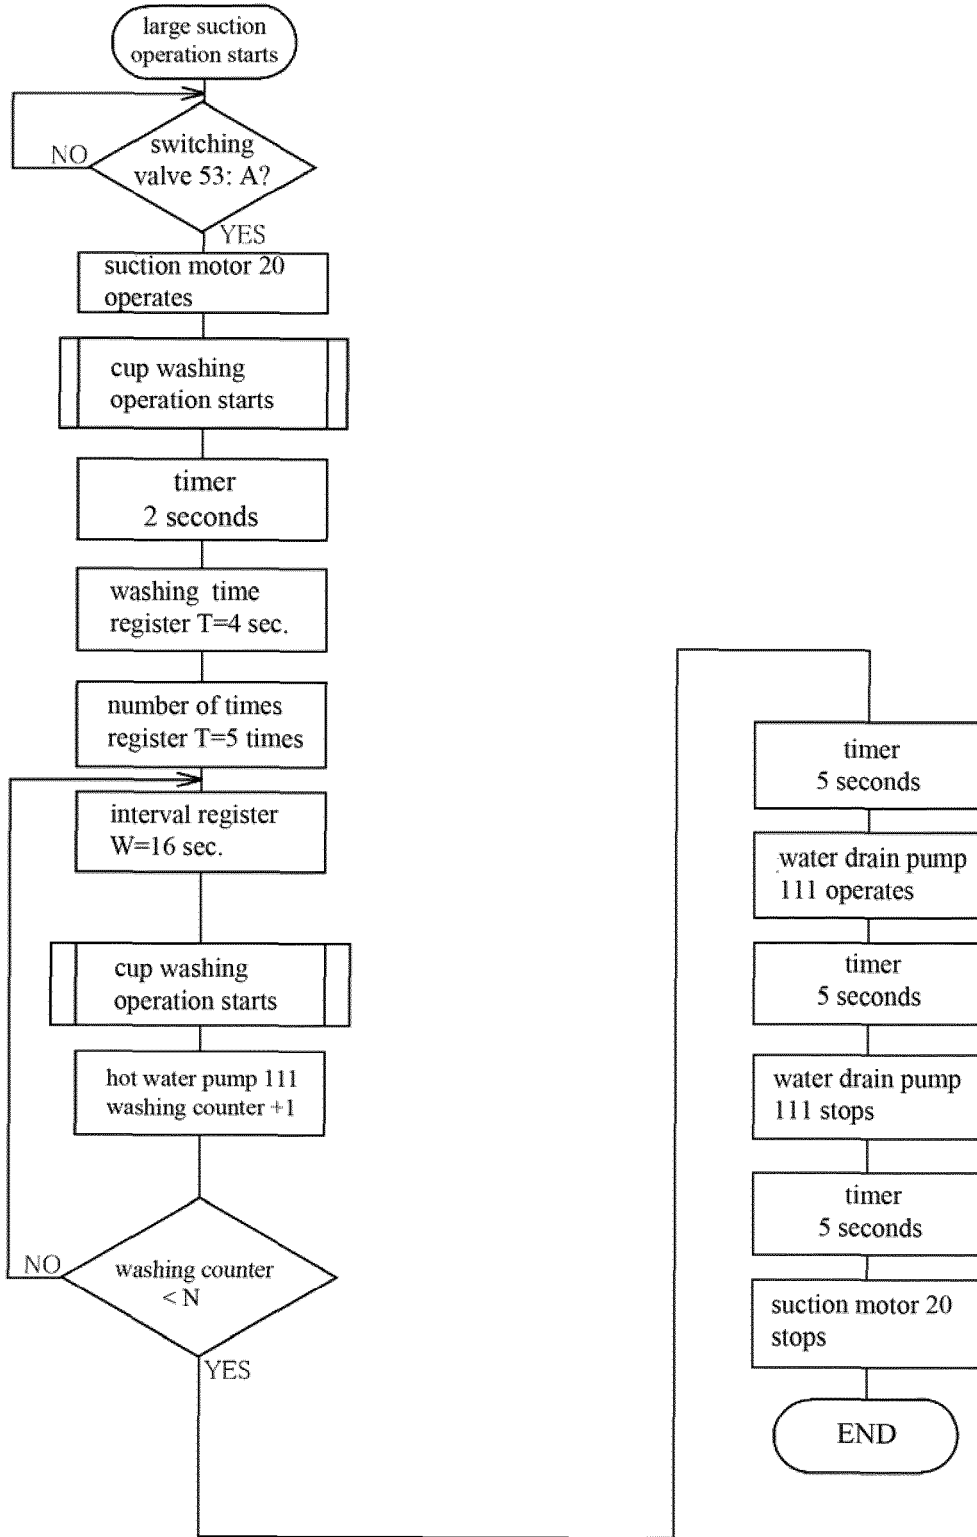 large suction
operation starts
switching
valve 53: A?
NO
YES
suction motor 20
operates
cup washing
operation starts
timer
2 seconds
washing time
register T=4 sec.
number of times
register T=5 times
interval register
W=16 sec.
cup washing
operation starts
hot water pump 111
washing counter +1
washing counter
< N
NO
YES
timer
5 seconds
water drain pump
111 operates
timer
5 seconds
water drain pump
111 stops
timer
5 seconds
suction motor 20
stops
END